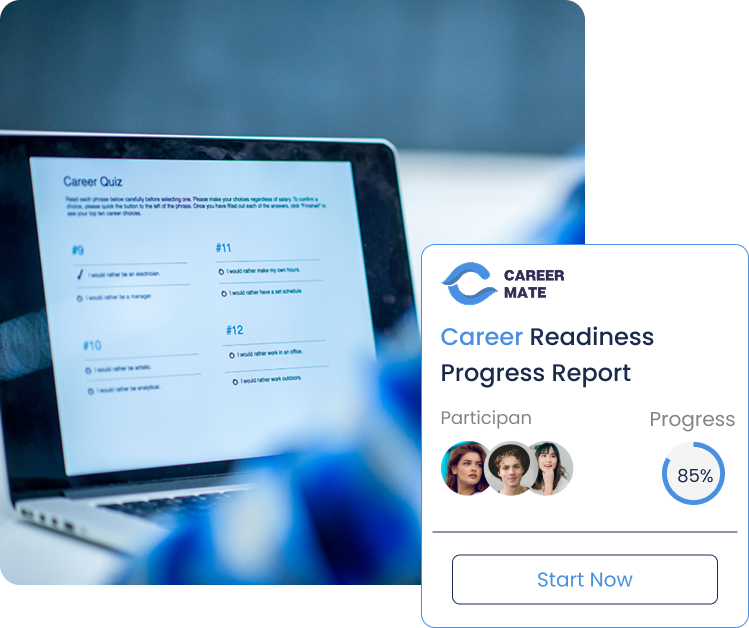 Career Quiz
Read each phrase below carefully before selecting one. Please make your choices regardless of salary. To confirm a
choice, please quick the button to the left of the phrase. Once you have filled out each of the answers, click "Finished" to
see your top ten career choices.
#9
I would rather be an electrician.
I would rather be a manager.
#10
I would rather be artistic.
I would rather be analytical.
#11
I would rather make my own hours.
I would rather have a set schedule.
#12
I would rather work in an office.
I would rather work outdoors.
CAREER
MATE
Career Readiness
Progress Report
Participan
Progress
85%
Start Now